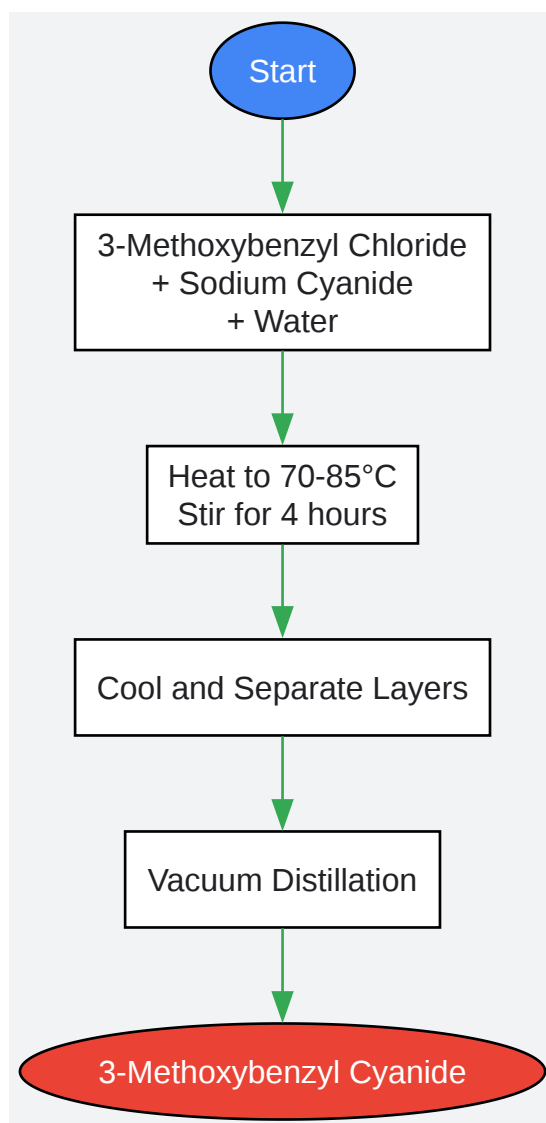 Start
3-Methoxybenzyl Chloride
+ Sodium Cyanide
+ Water
Heat to 70-85°C
Stir for 4 hours
Cool and Separate Layers
Vacuum Distillation
3-Methoxybenzyl Cyanide